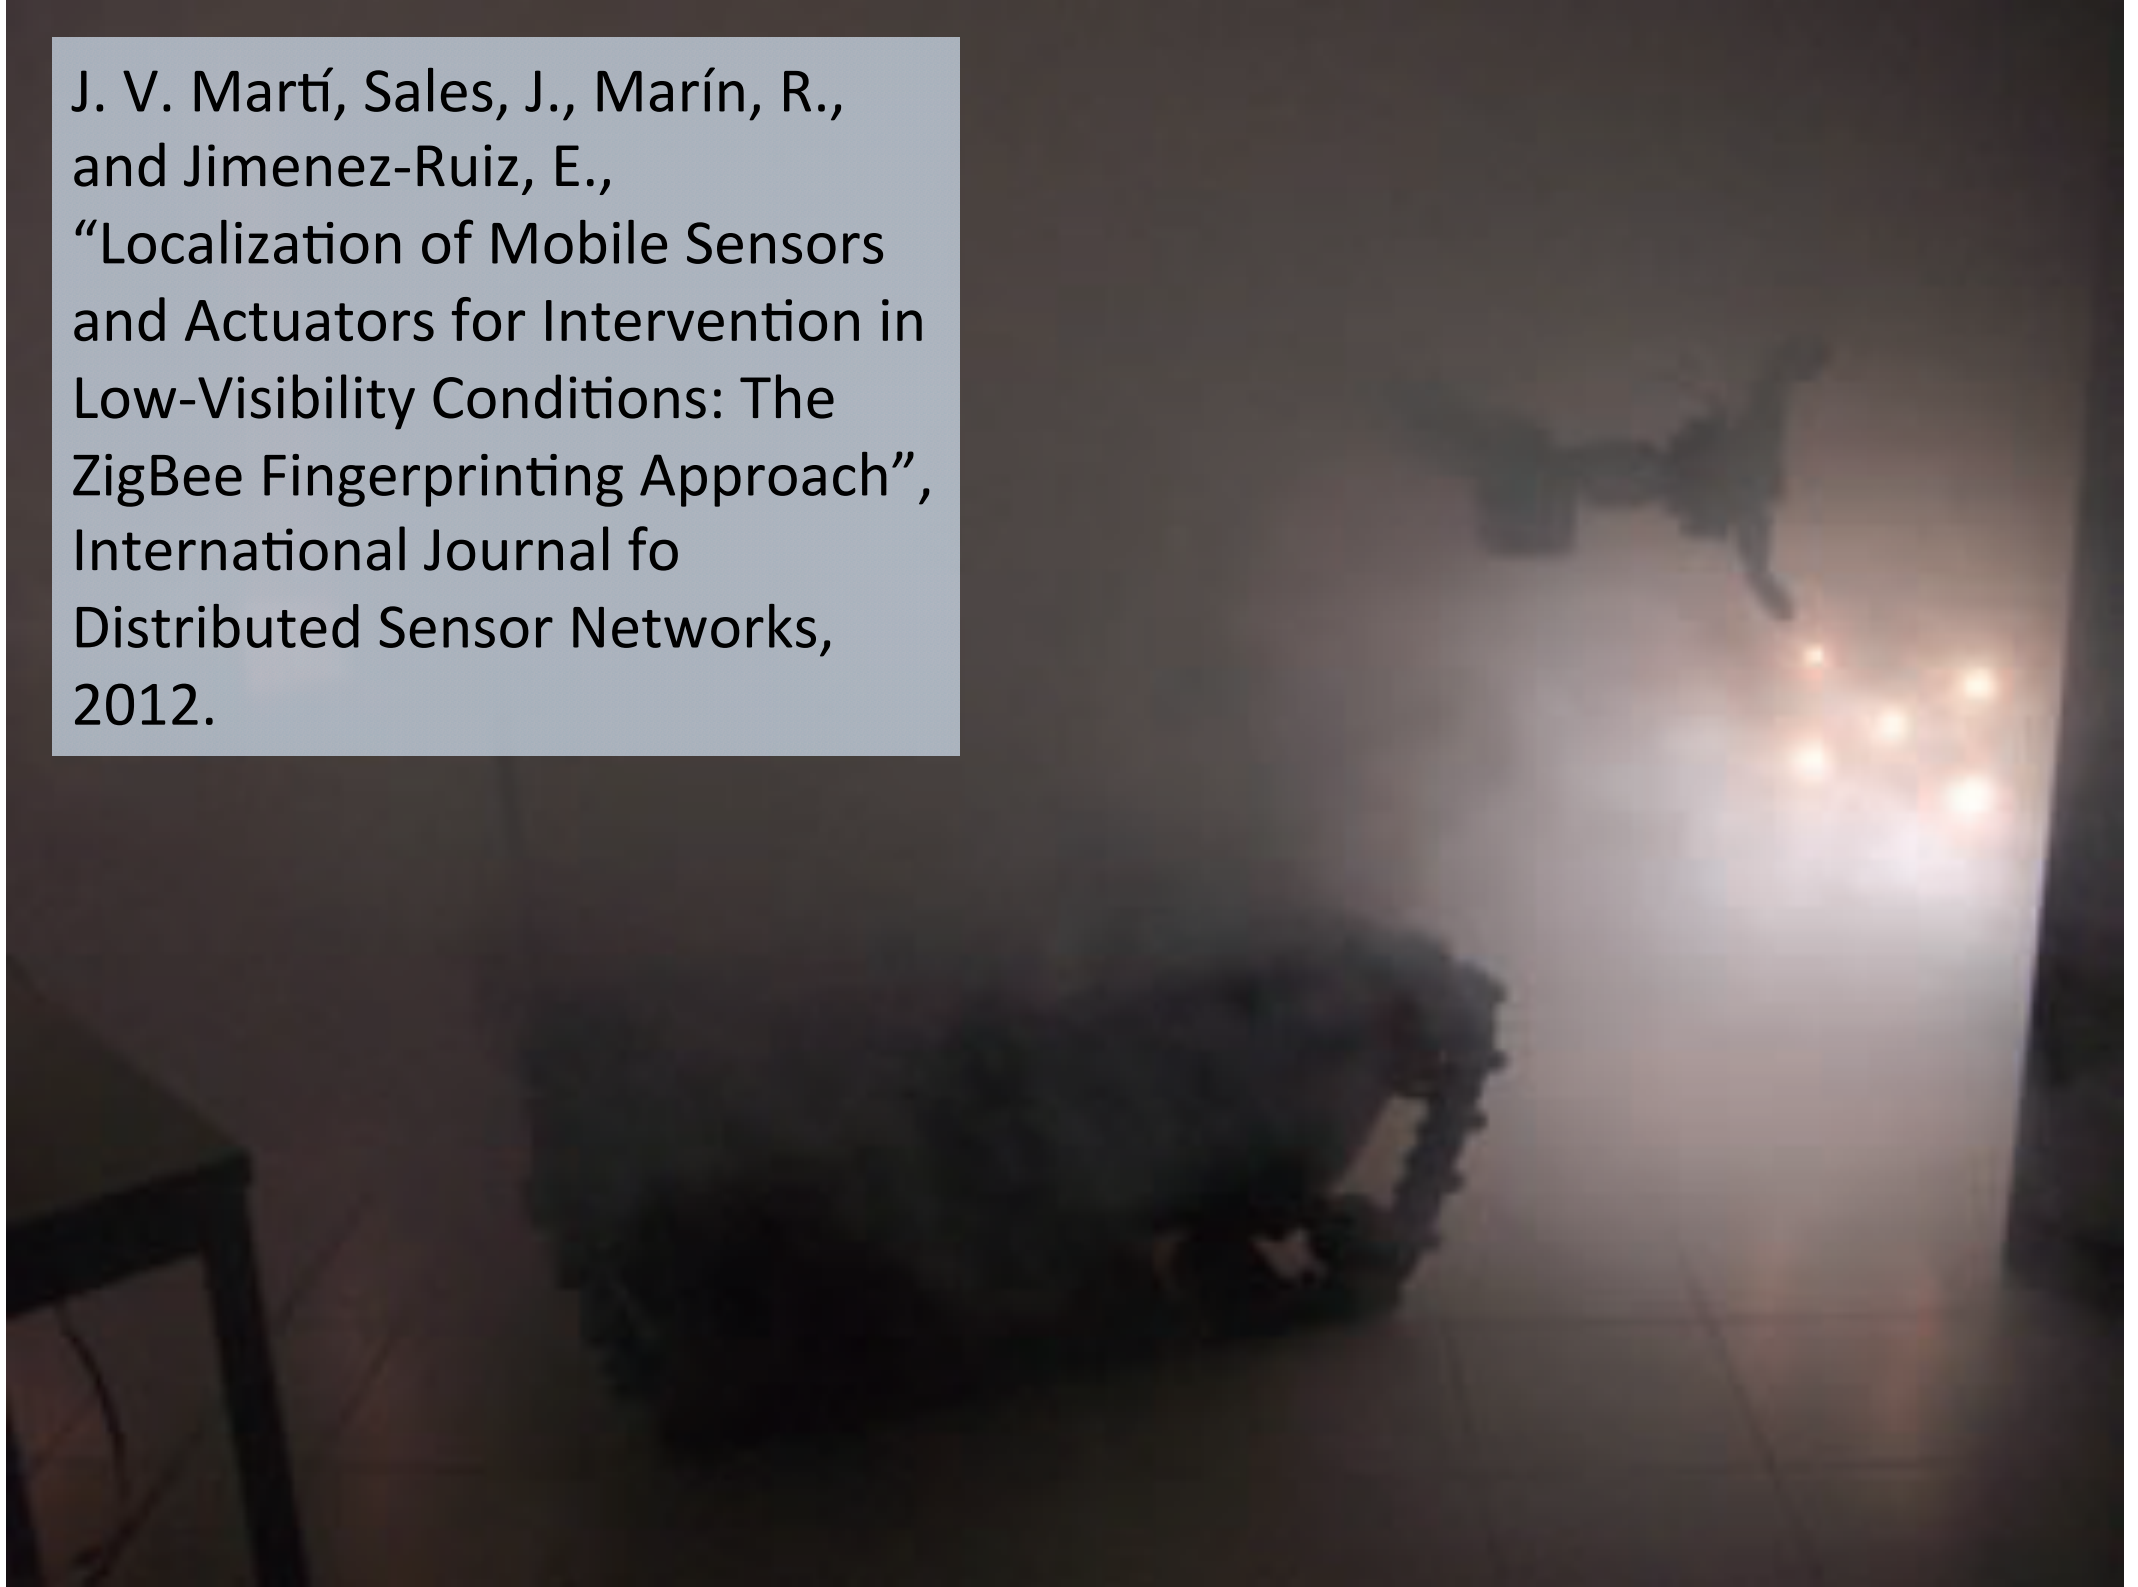 J. V. Martí, Sales, J., Marín, R.,
and Jimenez-Ruiz, E.,
“Localization of Mobile Sensors
and Actuators for Intervention in
Low-Visibility Conditions: The
ZigBee Fingerprinting Approach”,
International Journal fo
Distributed Sensor Networks,
2012.